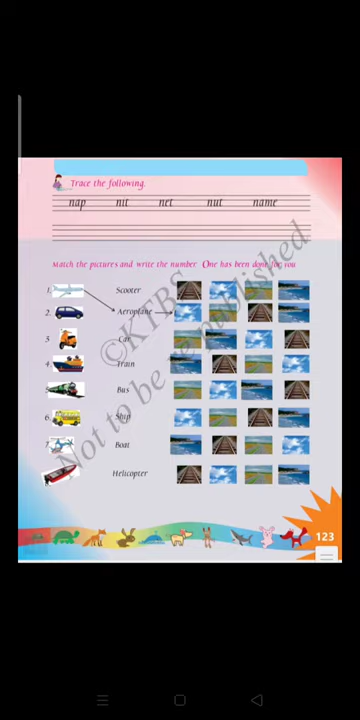 Trace the following.
nap nit net nut name
Match the pictures and write the number. One has been done for you
1. Scooter
2. Aeroplane
3 Car
4. Train
5 Bus
6. Ship
7. Boat
8 Helicopter
©KTBS
Not to be republished
123